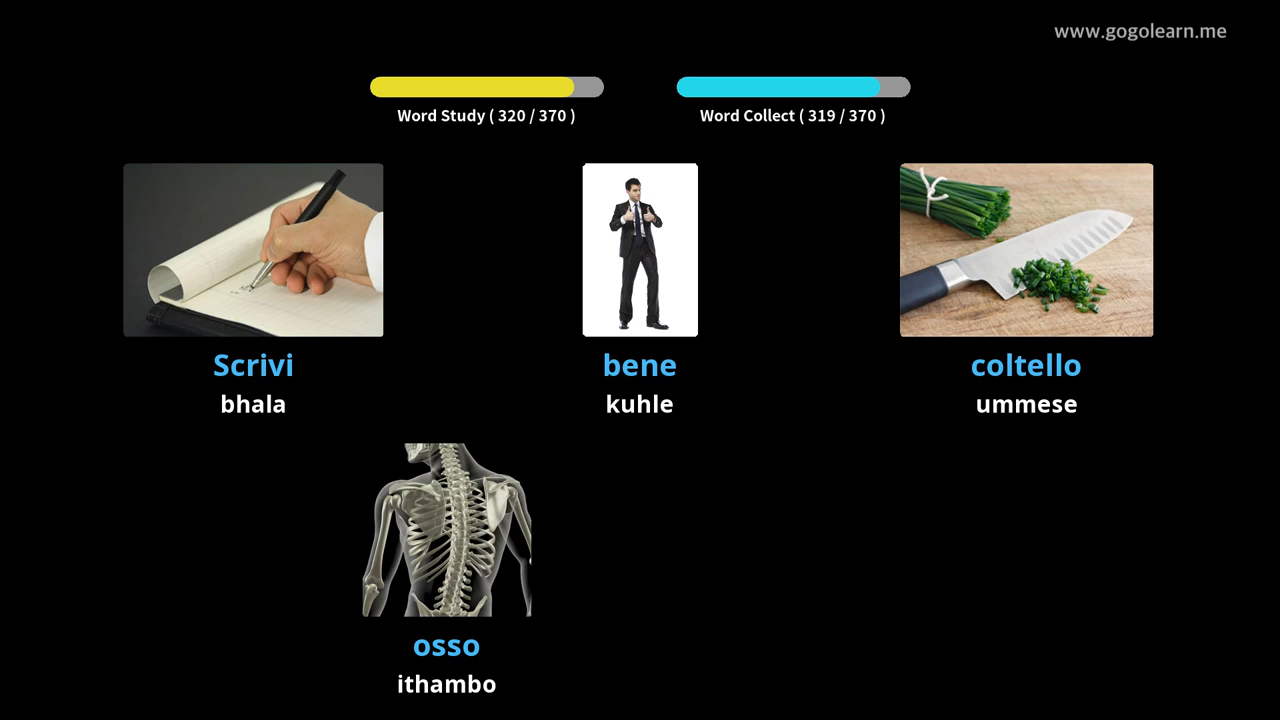 www.gogolearn.me
Word Study ( 320 / 370 )
Word Collect ( 319 / 370 )
Scrivi
bhala
bene
kuhle
coltello
ummese
osso
ithambo